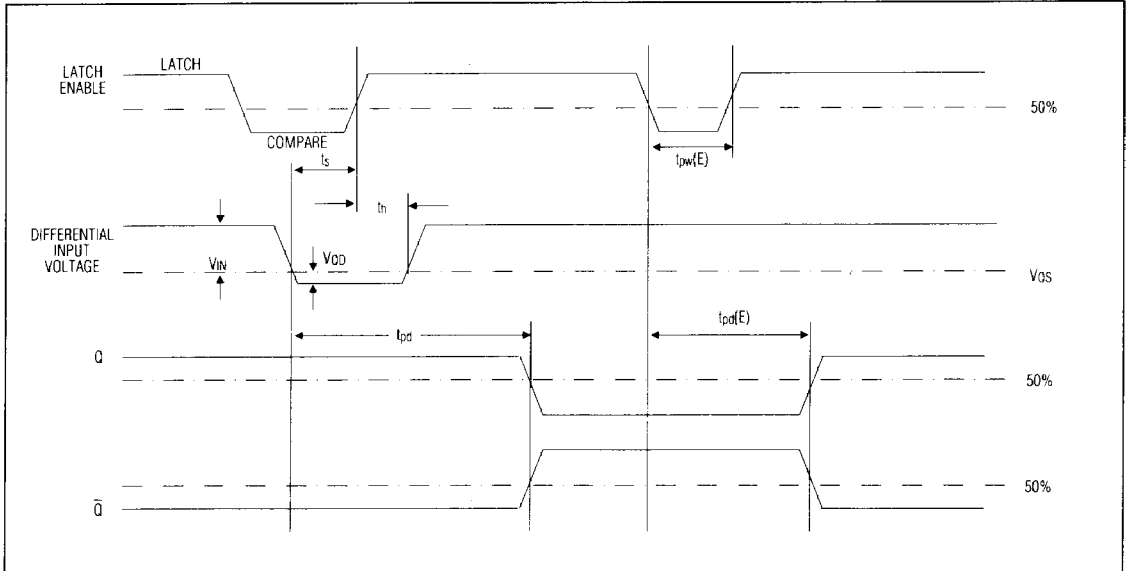 LATCH
LATCH
ENABLE
50%
COMPARE
ts
tpw(E)
th
DIFFERENTIAL
INPUT
VOLTAGE
VIN
VOD
VOS
tpd
tpd(E)
Q
50%
50%
Q̅